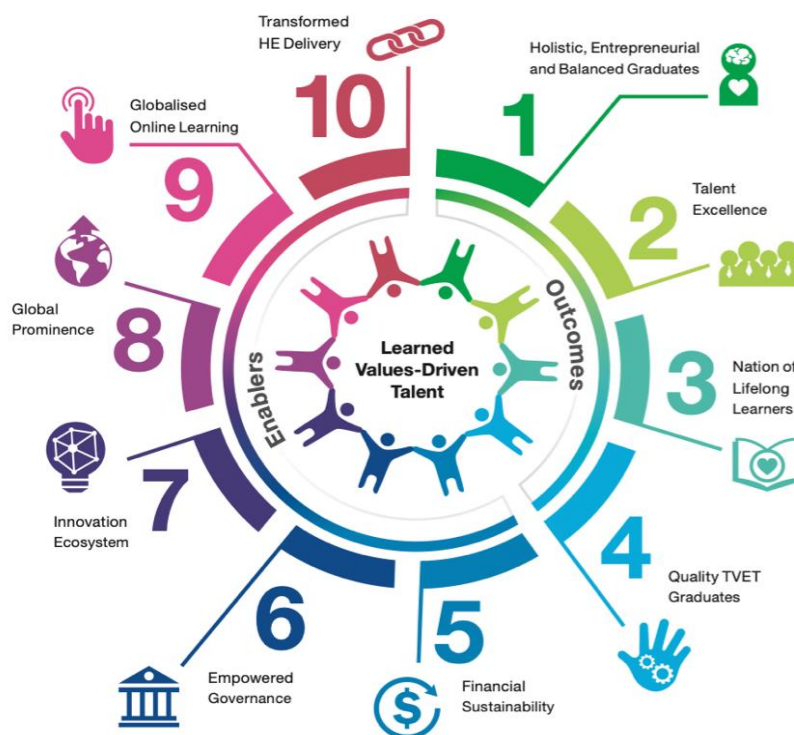 Transformed
HE Delivery
10
Holistic, Entrepreneurial
and Balanced Graduates
1
Globalised
Online Learning
9
Talent
Excellence
2
Global
Prominence
8
Nation of
Lifelong
Learners
3
Learned
Values-Driven
Talent
Enablers
Outcomes
Innovation
Ecosystem
7
Quality TVET
Graduates
4
Empowered
Governance
6
Financial
Sustainability
5
$